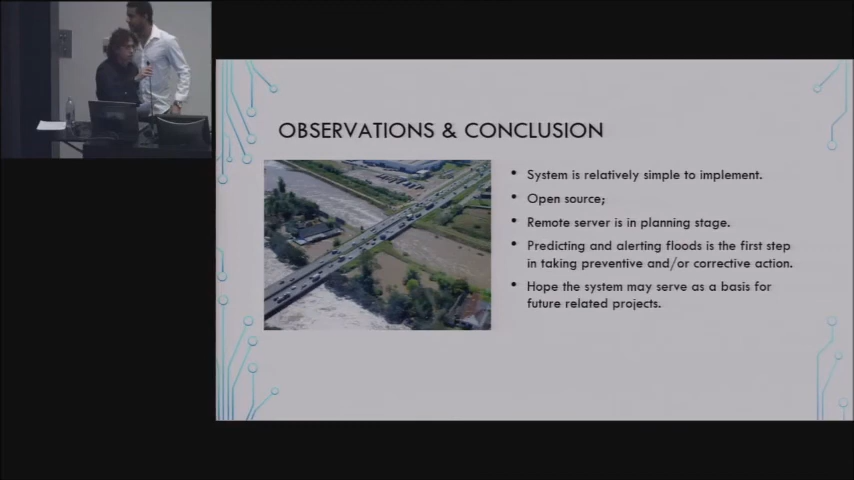 OBSERVATIONS & CONCLUSION
System is relatively simple to implement.
Open source;
Remote server is in planning stage.
Predicting and alerting floods is the first step
in taking preventive and/or corrective action.
Hope the system may serve as a basis for
future related projects.